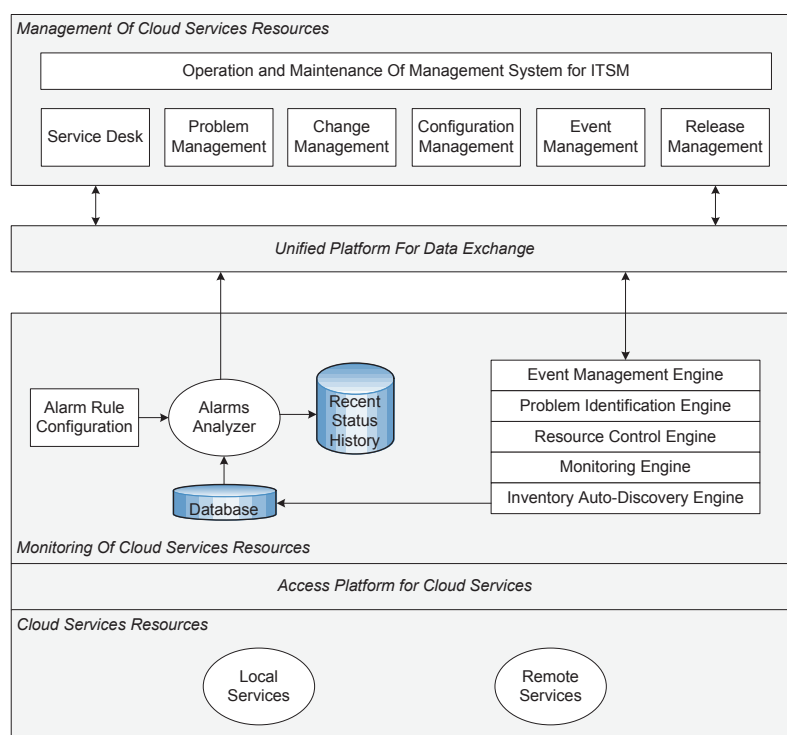 Management Of Cloud Services Resources
Operation and Maintenance Of Management System for ITSM
Service Desk
Problem
Management
Change
Management
Configuration
Management
Event
Management
Release
Management
Unified Platform For Data Exchange
Alarm Rule
Configuration
Alarms
Analyzer
Recent
Status
History
Database
Event Management Engine
Problem Identification Engine
Resource Control Engine
Monitoring Engine
Inventory Auto-Discovery Engine
Monitoring Of Cloud Services Resources
Access Platform for Cloud Services
Cloud Services Resources
Local
Services
Remote
Services